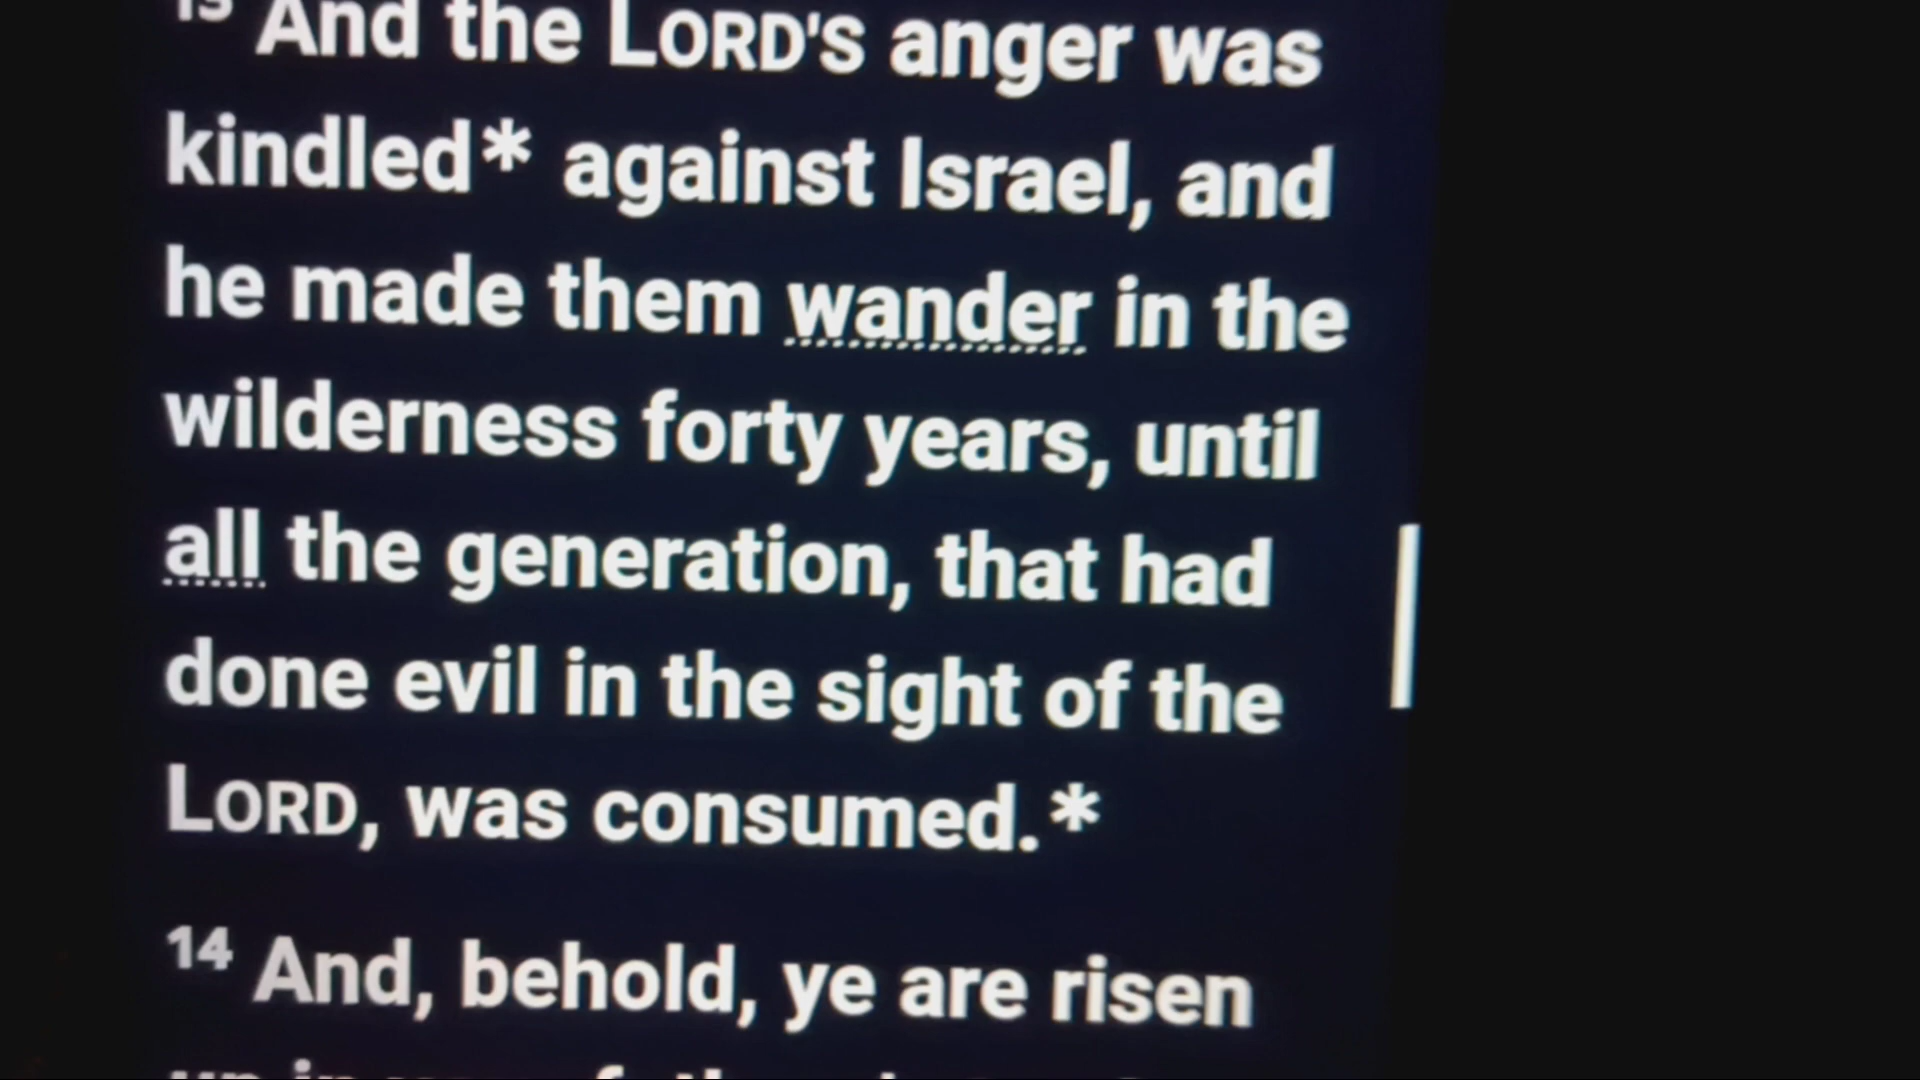 13 And the LORD'S anger was
kindled* against Israel, and
he made them wander in the
wilderness forty years, until
all the generation, that had
done evil in the sight of the
LORD, was consumed.*
14 And, behold, ye are risen